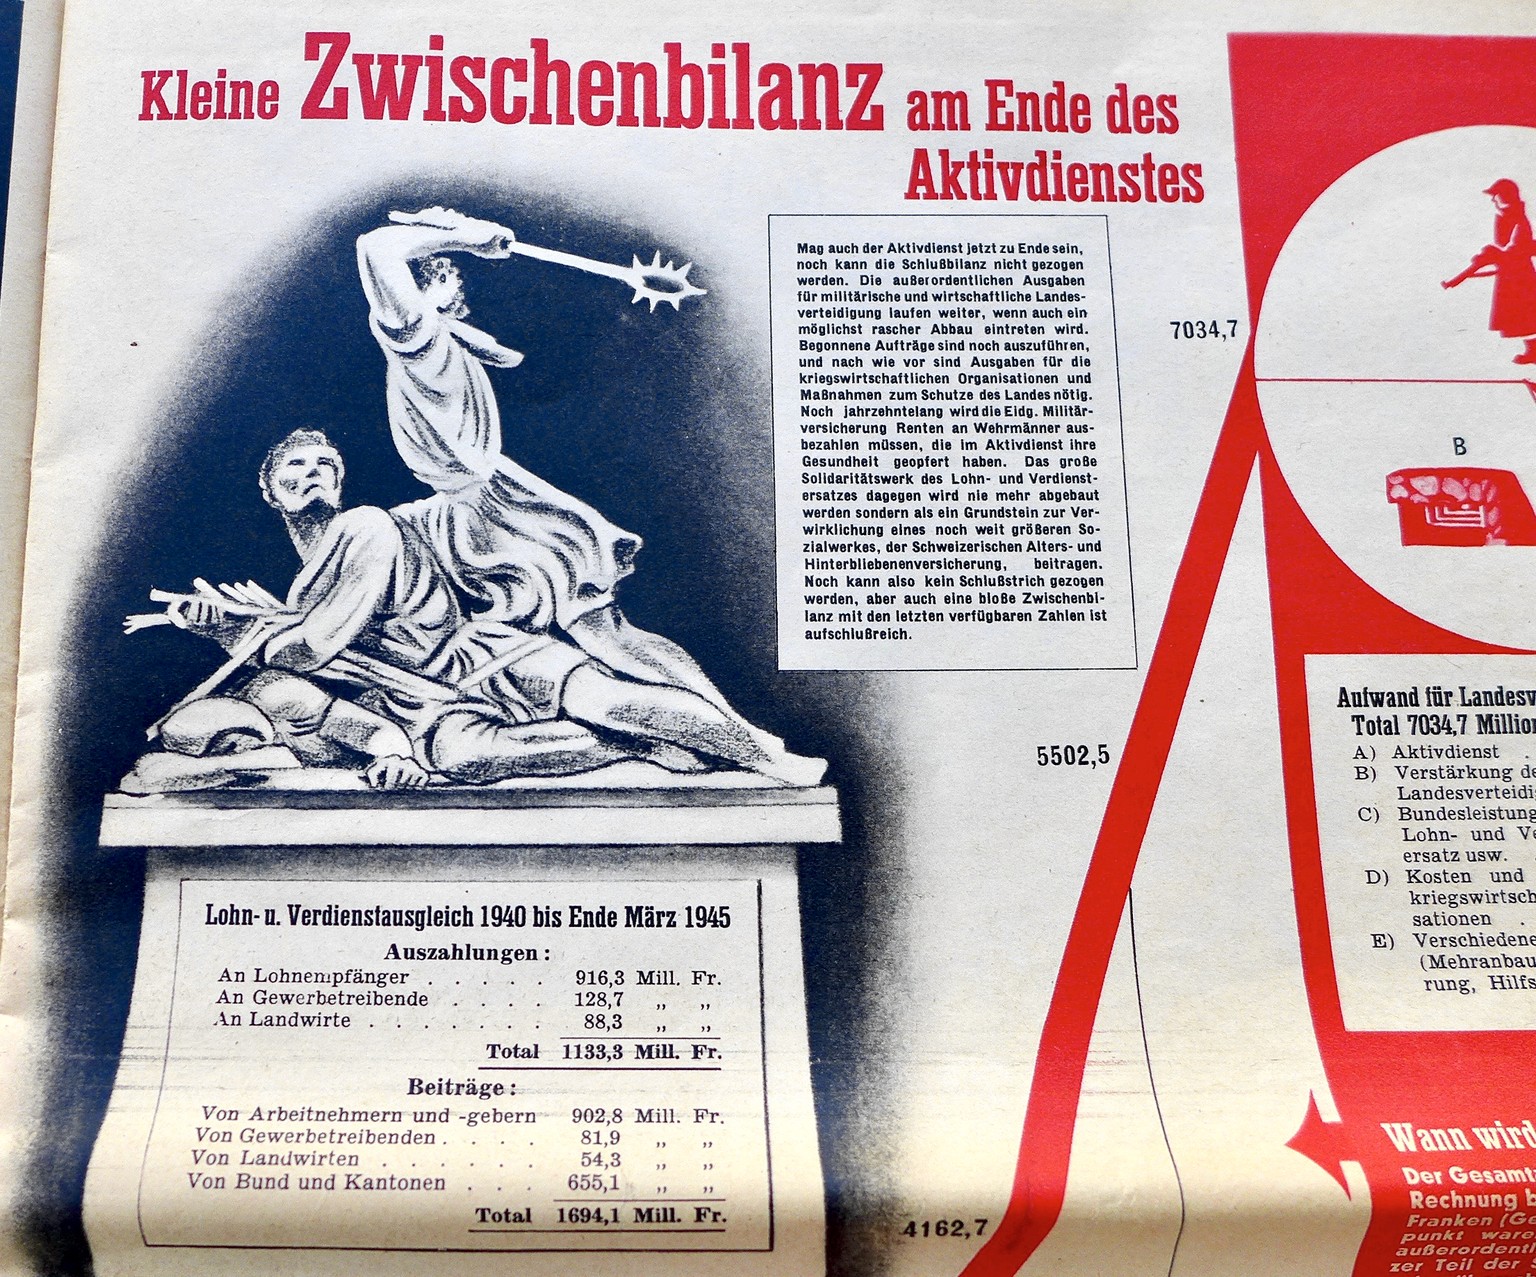 Kleine Zwischenbilanz am Ende des
Aktivdienstes
Mag auch der Aktivdienst jetzt zu Ende sein,
noch kann die Schlußbilanz nicht gezogen
werden. Die außerordentlichen Ausgaben
für militärische und wirtschaftliche Landes-
verteidigung laufen weiter, wenn auch ein
möglichst rascher Abbau eintreten wird.
Begonnene Aufträge sind noch auszuführen,
und nach wie vor sind Ausgaben für die
kriegswirtschaftlichen Organisationen und
Maßnahmen zum Schutze des Landes nötig.
Noch jahrzehntelang wird die Eidg. Militär-
versicherung Renten an Wehrmänner aus-
bezahlen müssen, die im Aktivdienst ihre
Gesundheit geopfert haben. Das große
Solidaritätswerk des Lohn- und Verdienst-
ersatzes dagegen wird nie mehr abgebaut
werden sondern als ein Grundstein zur Ver-
wirklichung eines noch weit größeren So-
zialwerkes, der Schweizerischen Alters- und
Hinterbliebenenversicherung, beitragen.
Noch kann also kein Schlußstrich gezogen
werden, aber auch eine bloße Zwischenbi-
lanz mit den letzten verfügbaren Zahlen ist
aufschlußreich.
Lohn- u. Verdienstausgleich 1940 bis Ende März 1945
Auszahlungen:
An Lohnempfänger . . . . . . 916,3 Mill. Fr.
An Gewerbetreibende . . . . . 128,7 „ „
An Landwirte . . . . . . . 88,3 „ „
Total 1133,3 Mill. Fr.
Beiträge:
Von Arbeitnehmern und -gebern 902,8 Mill. Fr.
Von Gewerbetreibenden . . . . 81,9 „ „
Von Landwirten . . . . . . 54,3 „ „
Von Bund und Kantonen . . . 655,1 „ „
Total 1694,1 Mill. Fr.
7034,7
5502,5
4162,7
B
Aufwand für Landesv
Total 7034,7 Million
A) Aktivdienst .
B) Verstärkung de
Landesverteidi
C) Bundesleistung
Lohn- und Ve
ersatz usw.
D) Kosten und
kriegswirtsch
sationen .
E) Verschiedene
(Mehranbau
rung, Hilfs
Wann wird
Der Gesamt
Rechnung b
Franken (Ge
punkt ware
außerordentl
zer Teil der